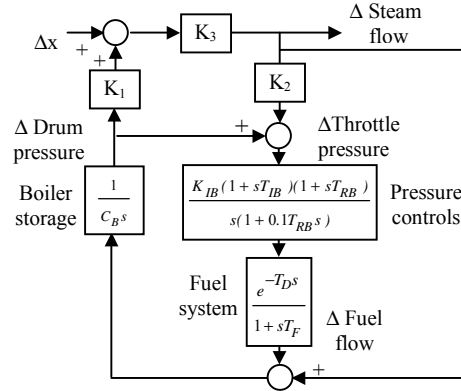 Δ Steam
flow
Δx
+
+
K3
K1
K2
Δ Drum
pressure
+
ΔThrottle
pressure
Boiler
storage
1
C_B s
K_IB(1+sT_IB)(1+sT_RB)
s(1+0.1T_RB s)
Pressure
controls
Fuel
system
e^-T_D s
1+sT_F
Δ Fuel
flow
+